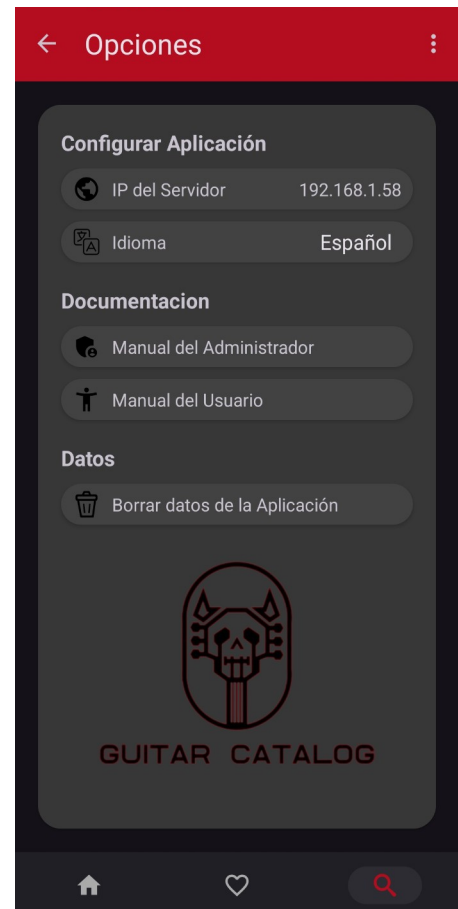 Opciones
Configurar Aplicación
IP del Servidor 192.168.1.58
Idioma Español
Documentacion
Manual del Administrador
Manual del Usuario
Datos
Borrar datos de la Aplicación
GUITAR CATALOG